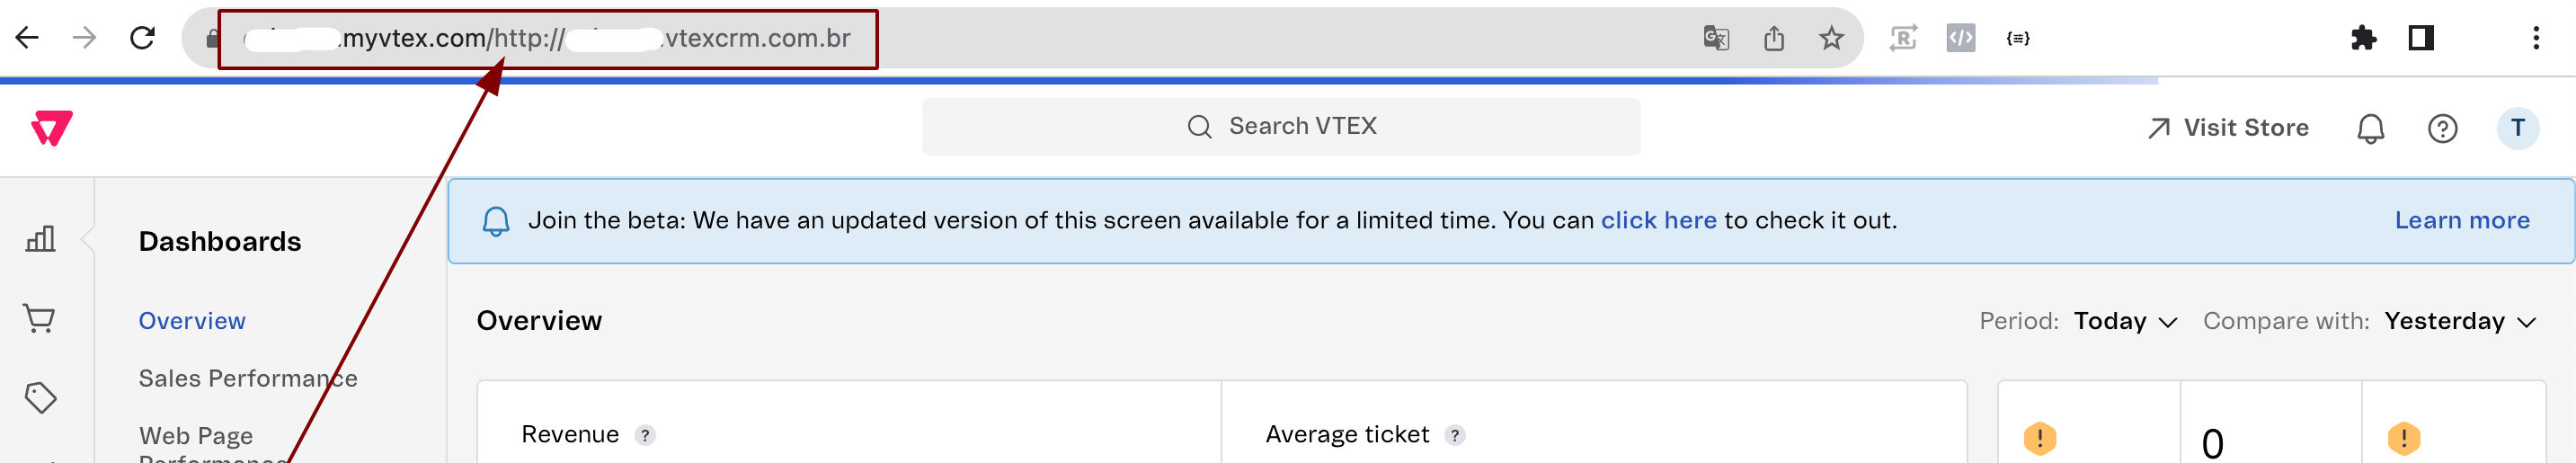 .myvtex.com/http://
.vtexcrm.com.br
{≡}
Search VTEX
Visit Store
T
Join the beta: We have an updated version of this screen available for a limited time. You can click here to check it out.
Learn more
Dashboards
Overview
Sales Performance
Web Page
Performance
Overview
Period: Today
Compare with: Yesterday
Revenue ?
Average ticket ?
!
0
!